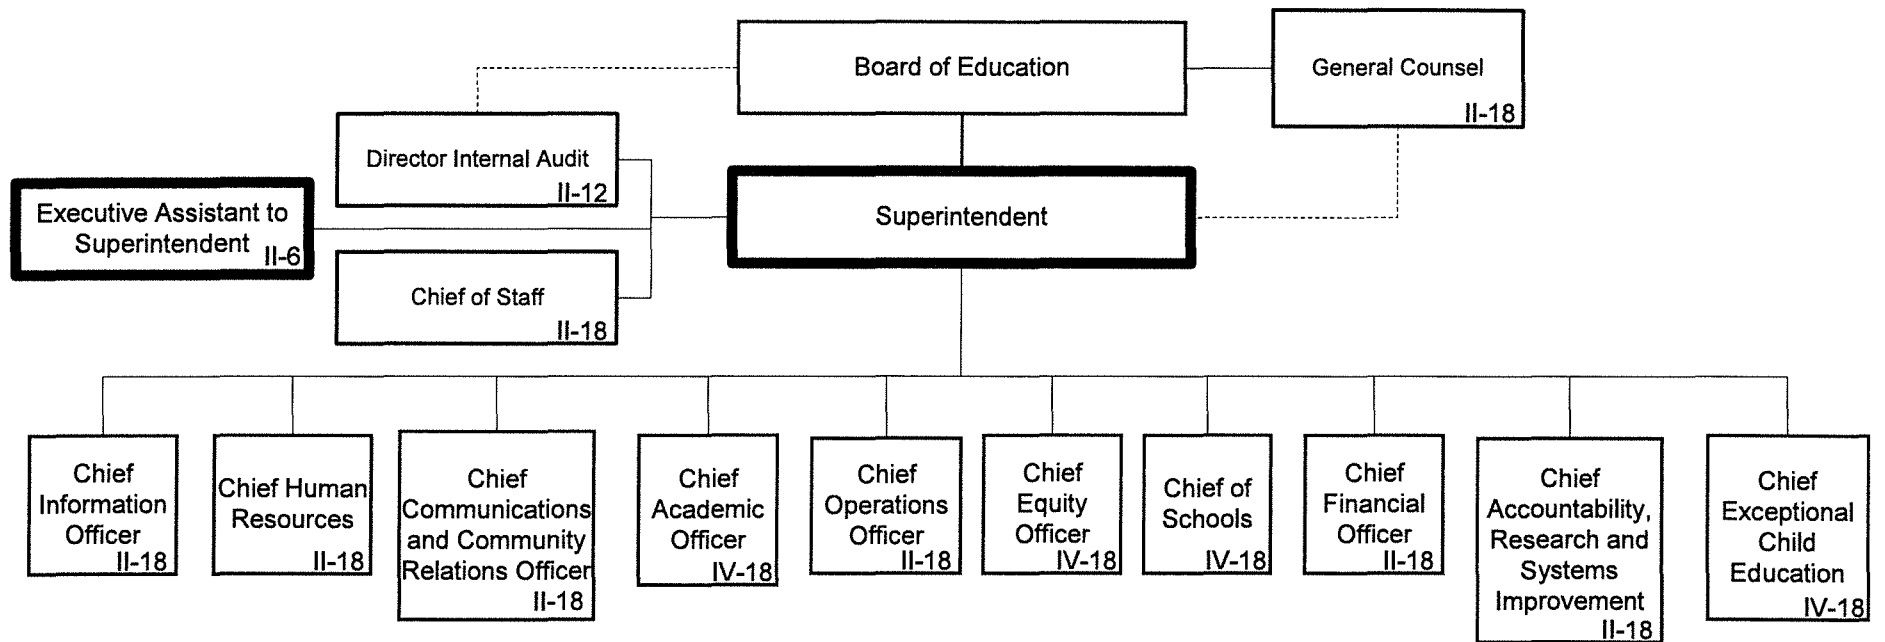 Board of Education
General Counsel
II-18
Director Internal Audit
II-12
Executive Assistant to
Superintendent
II-6
Superintendent
Chief of Staff
II-18
Chief
Information
Officer
II-18
Chief Human
Resources
II-18
Chief
Communications
and Community
Relations Officer
II-18
Chief
Academic
Officer
IV-18
Chief
Operations
Officer
II-18
Chief
Equity
Officer
IV-18
Chief of
Schools
IV-18
Chief
Financial
Officer
II-18
Chief
Accountability,
Research and
Systems
Improvement
II-18
Chief
Exceptional
Child
Education
IV-18